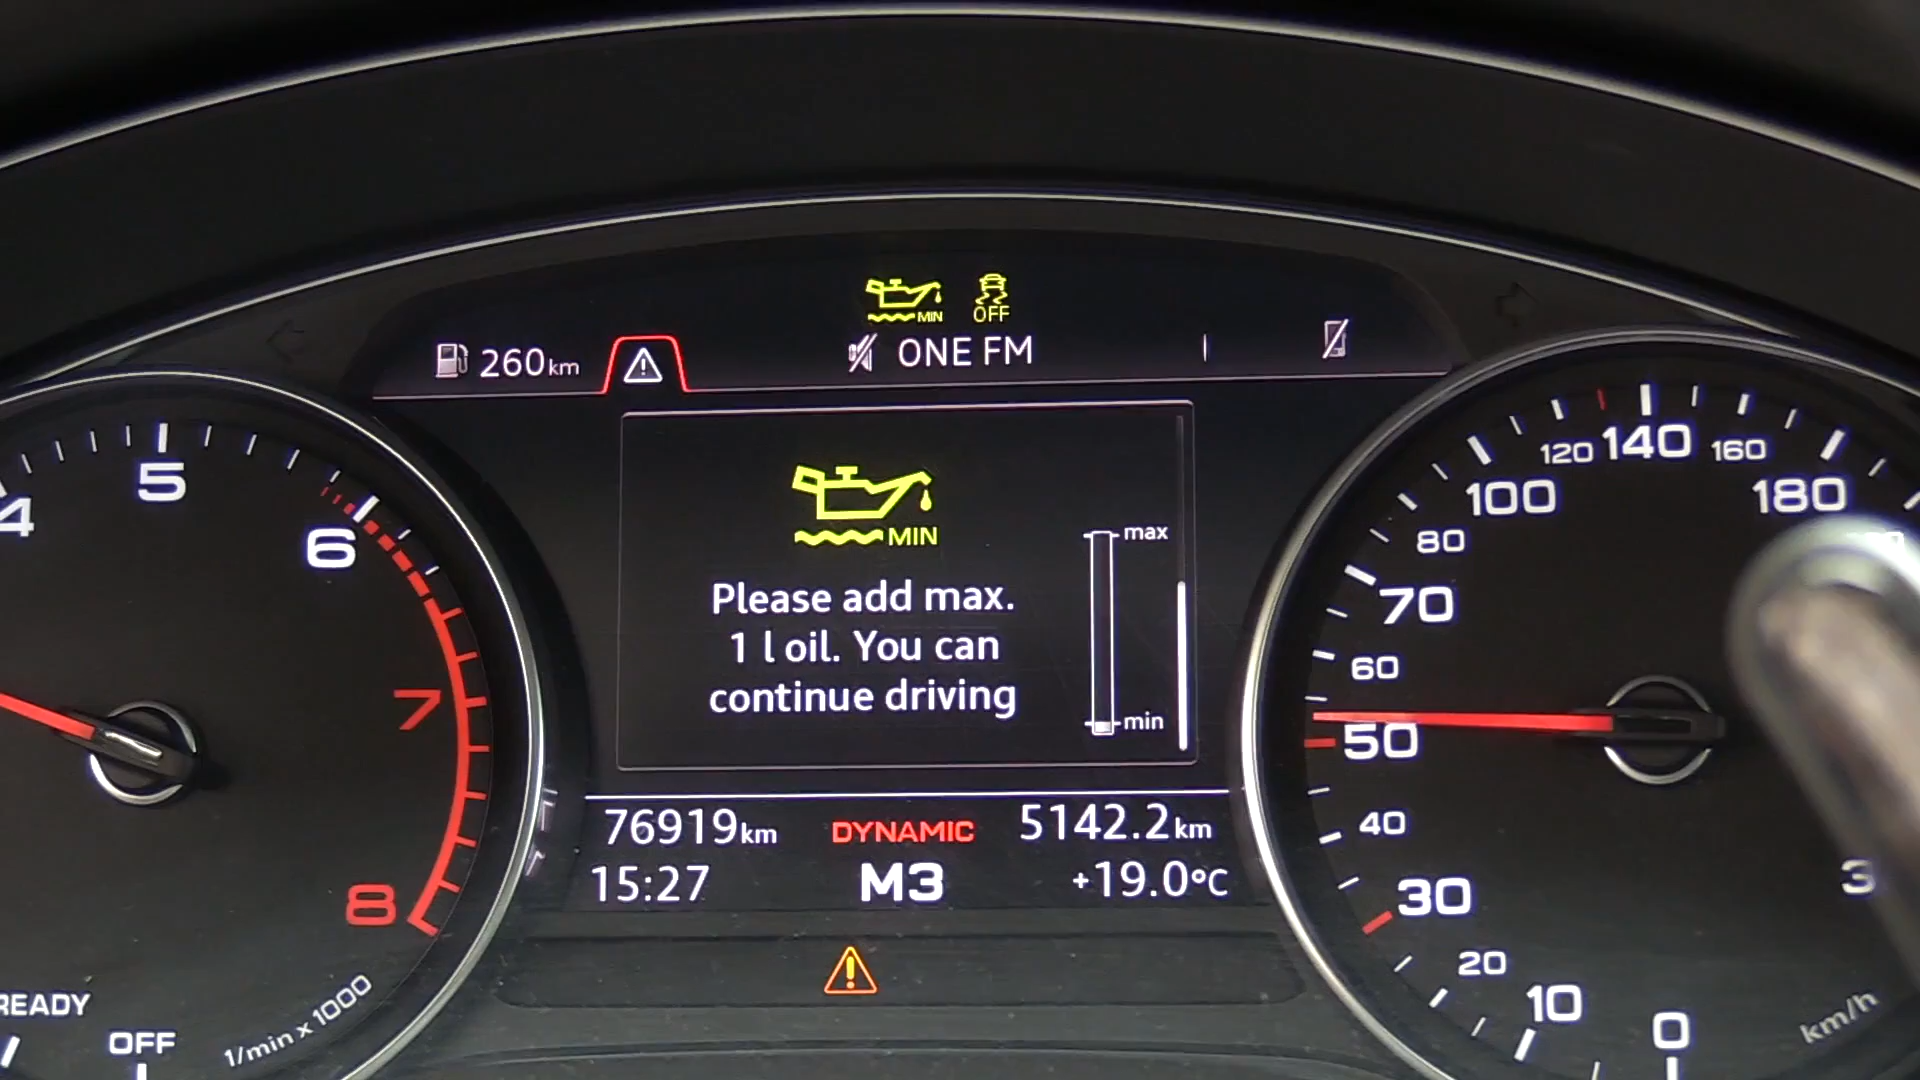 MIN OFF
260km
ONE FM
MIN
Please add max.
1 l oil. You can
continue driving
max
min
76919km
DYNAMIC
5142.2km
15:27
M3
+19.0°C
4
5
6
7
8
READY
OFF
1/min x 1000
0
10
20
30
40
50
60
70
80
100
120
140
160
180
3
km/h